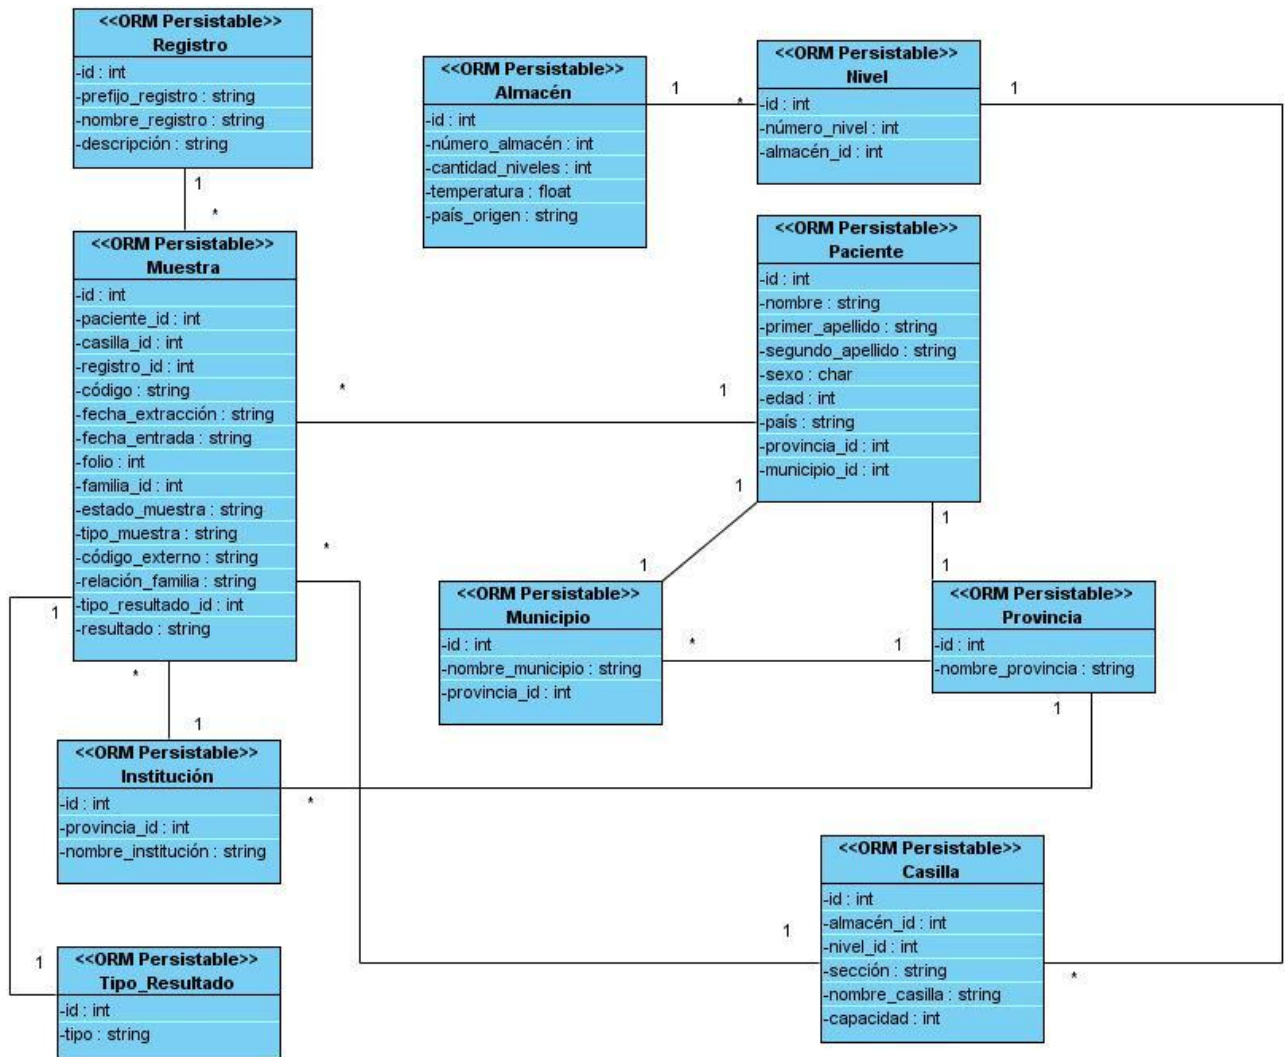 <<ORM Persistable>>
Registro
-id : int
-prefijo_registro : string
-nombre_registro : string
-descripción : string
<<ORM Persistable>>
Almacén
-id : int
-número_almacén : int
-cantidad_niveles : int
-temperatura : float
-país_origen : string
1
*
<<ORM Persistable>>
Nivel
-id : int
-número_nivel : int
-almacén_id : int
1
1
*
<<ORM Persistable>>
Muestra
-id : int
-paciente_id : int
-casilla_id : int
-registro_id : int
-código : string
-fecha_extracción : string
-fecha_entrada : string
-folio : int
-familia_id : int
-estado_muestra : string
-tipo_muestra : string
-código_externo : string
-relación_familia : string
-tipo_resultado_id : int
-resultado : string
*
1
<<ORM Persistable>>
Paciente
-id : int
-nombre : string
-primer_apellido : string
-segundo_apellido : string
-sexo : char
-edad : int
-país : string
-provincia_id : int
-municipio_id : int
1
1
*
1
1
<<ORM Persistable>>
Municipio
-id : int
-nombre_municipio : string
-provincia_id : int
*
1
<<ORM Persistable>>
Provincia
-id : int
-nombre_provincia : string
1
1
*
1
<<ORM Persistable>>
Institución
-id : int
-provincia_id : int
-nombre_institución : string
*
<<ORM Persistable>>
Casilla
-id : int
-almacén_id : int
-nivel_id : int
-sección : string
-nombre_casilla : string
-capacidad : int
1
*
1
<<ORM Persistable>>
Tipo_Resultado
-id : int
-tipo : string